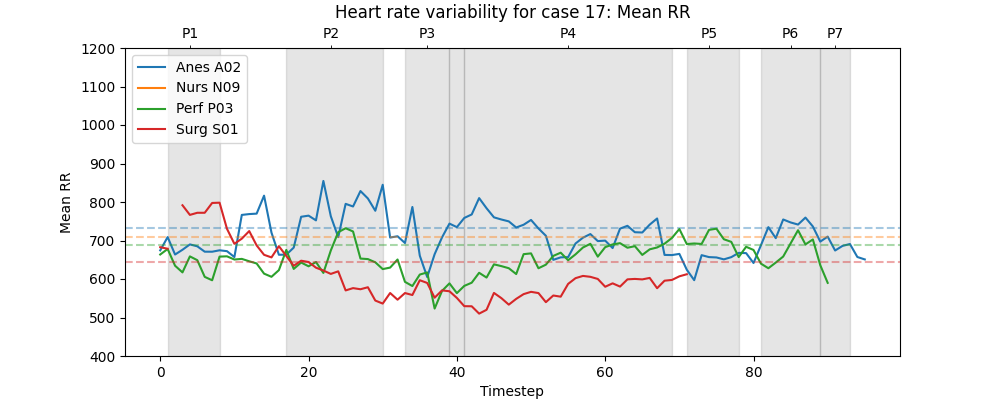 Heart rate variability for case 17: Mean RR
P1 P2 P3 P4 P5 P6 P7
1200
1100
1000
900
800
700
600
500
400
Mean RR
Anes A02
Nurs N09
Perf P03
Surg S01
0 20 40 60 80
Timestep